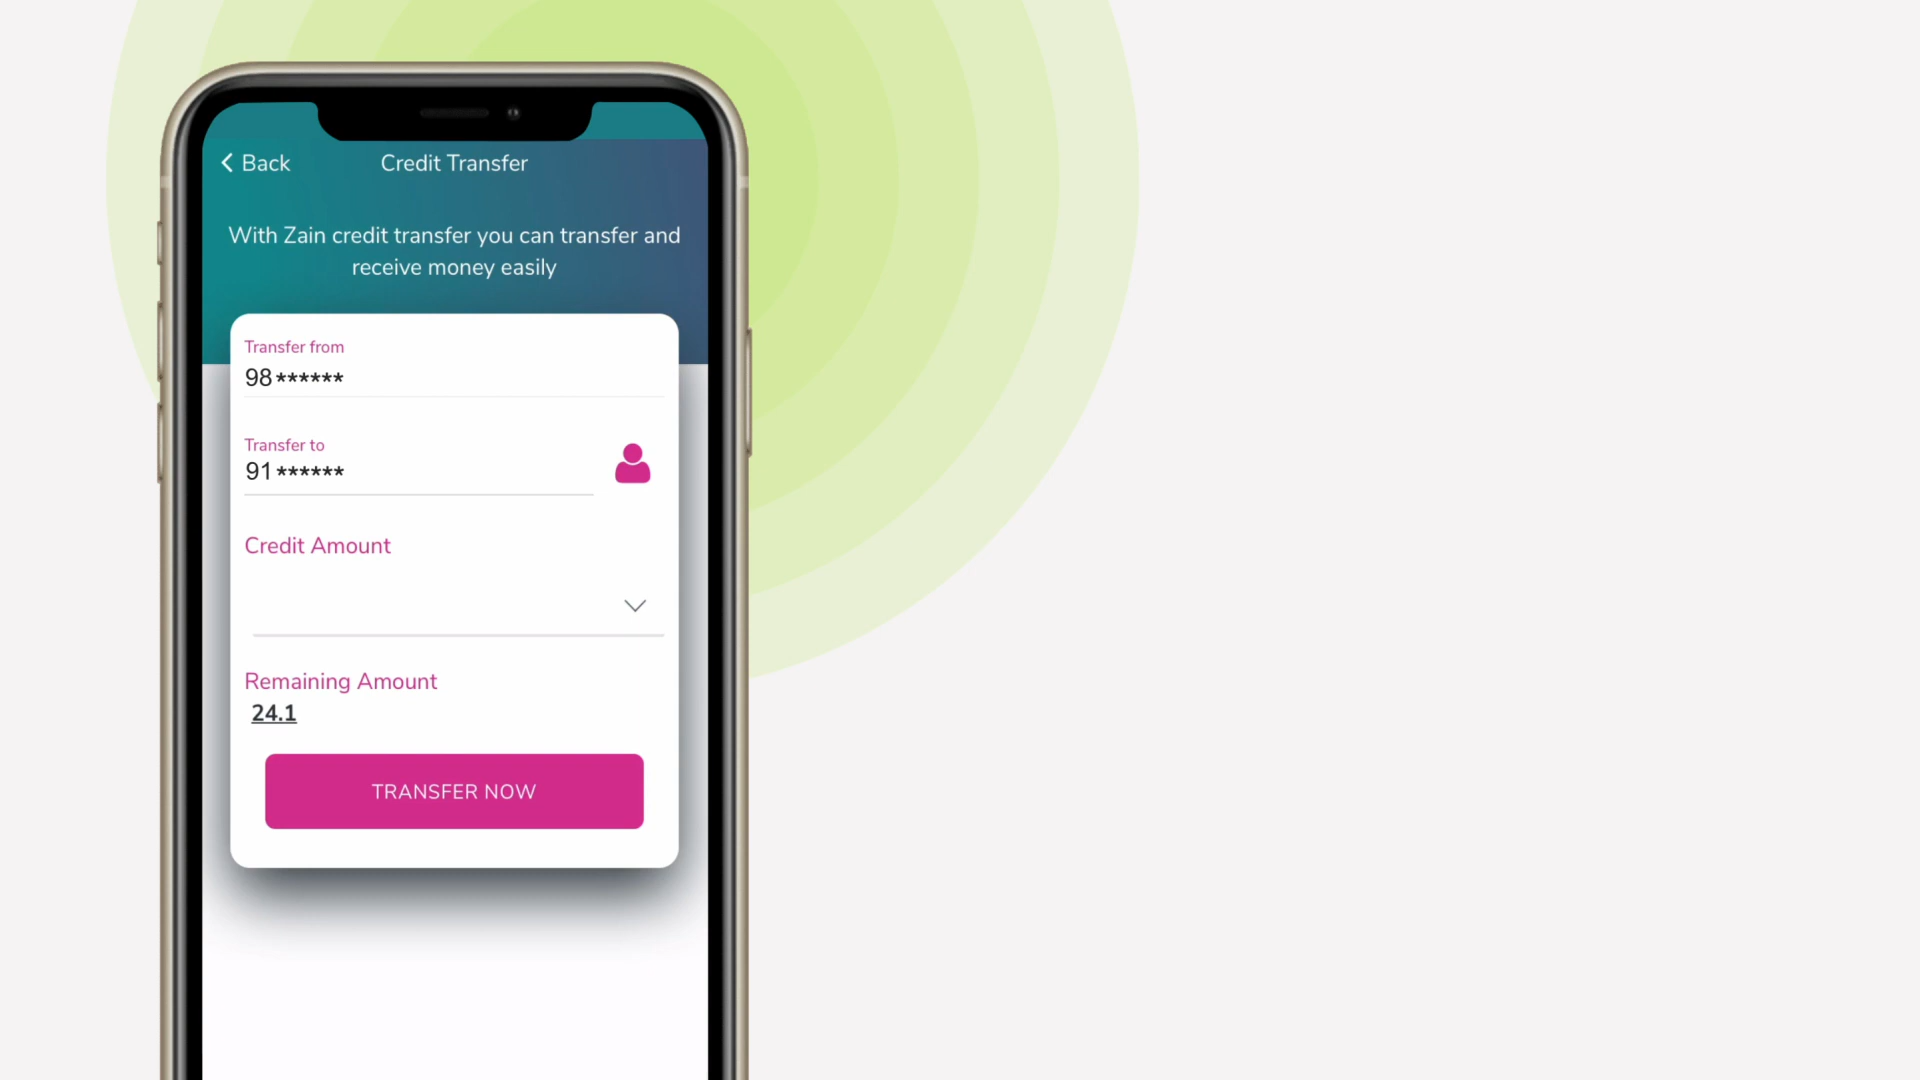 Back
Credit Transfer
With Zain credit transfer you can transfer and
receive money easily
Transfer from
98******
Transfer to
91******
Credit Amount
Remaining Amount
24.1
TRANSFER NOW